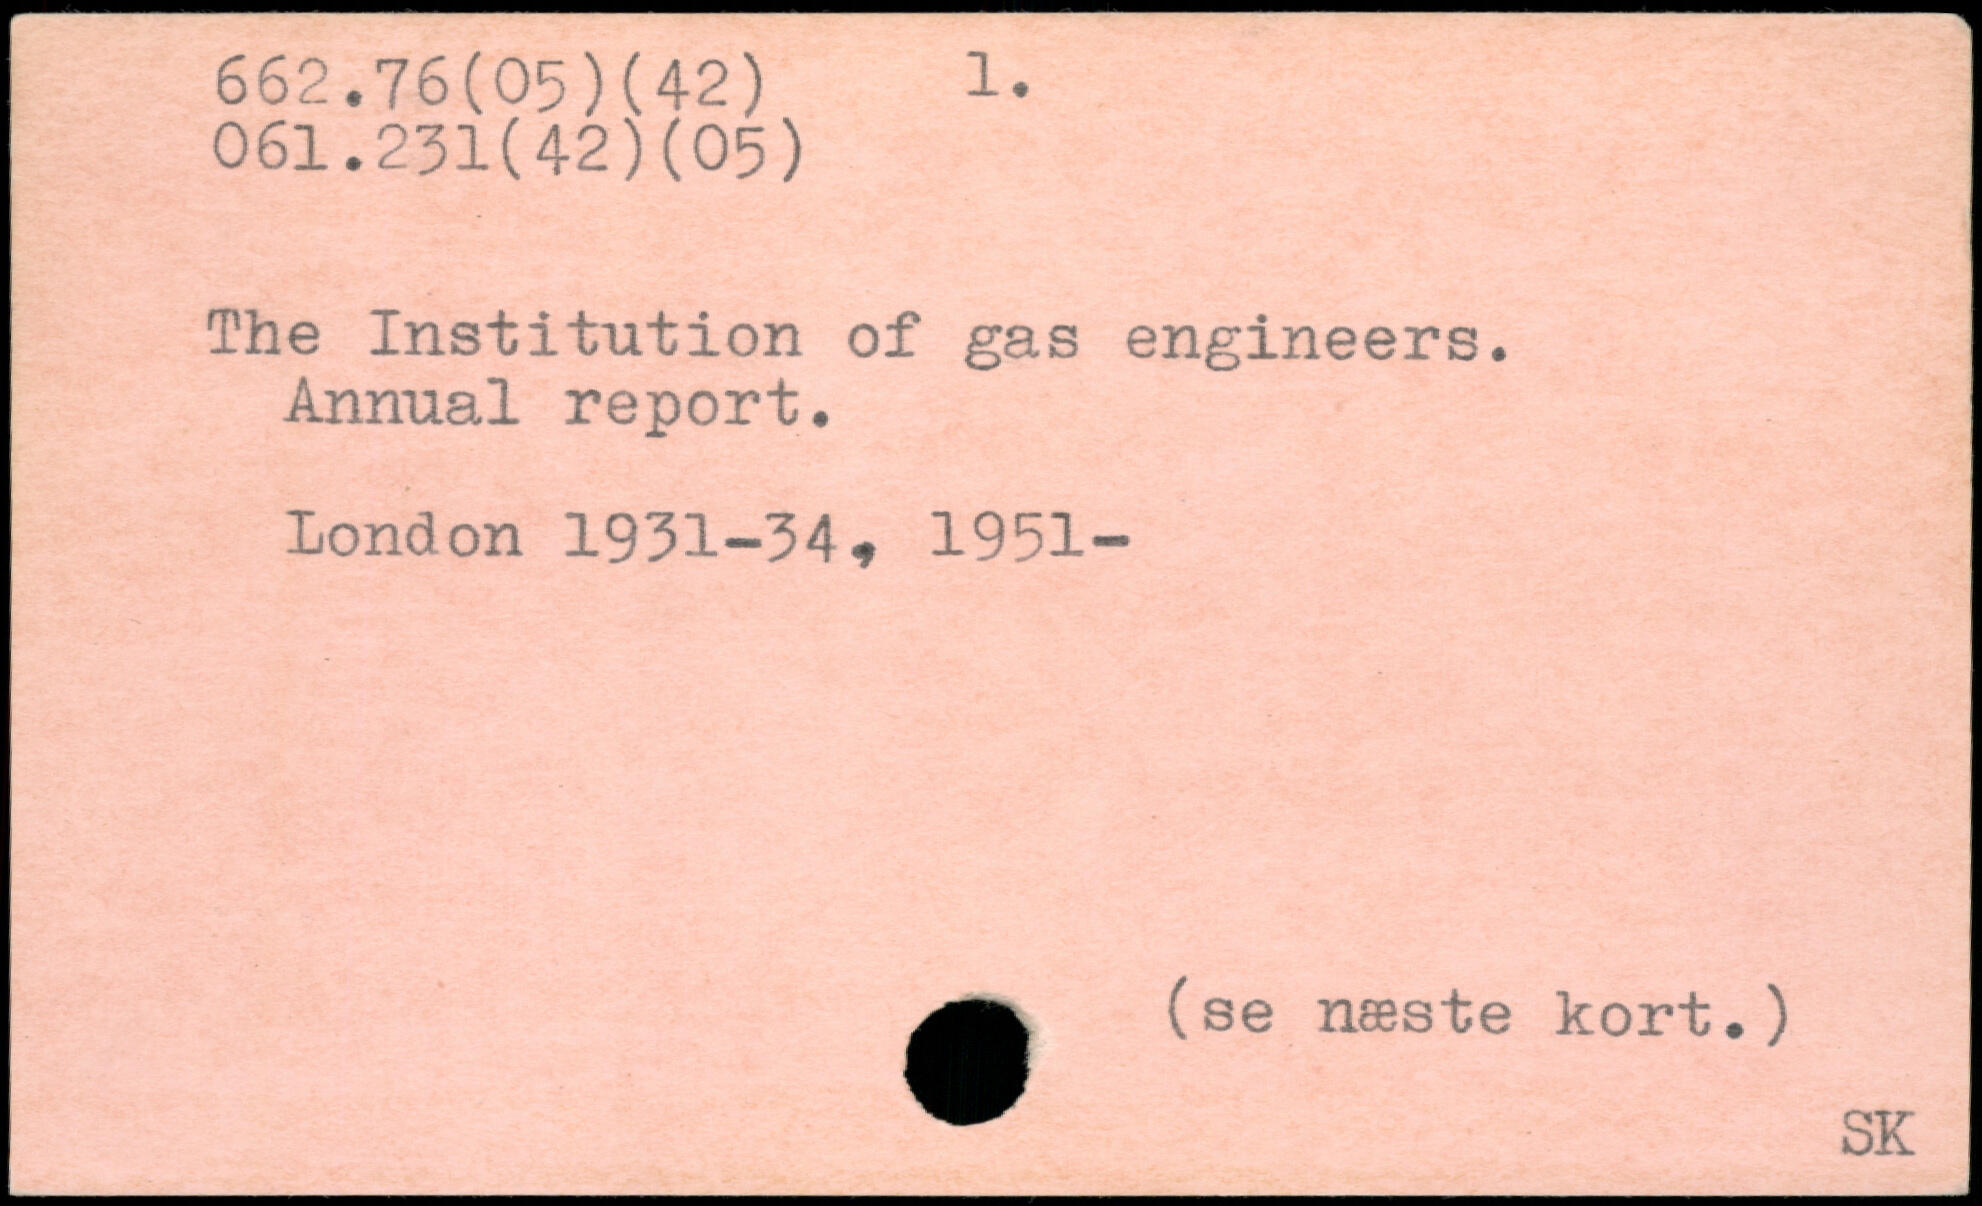 662.76(05)(42) 1.
061.231(42)(05)
The Institution of gas engineers.
Annual report.
London 1931-34, 1951-
(se næste kort.)
SK